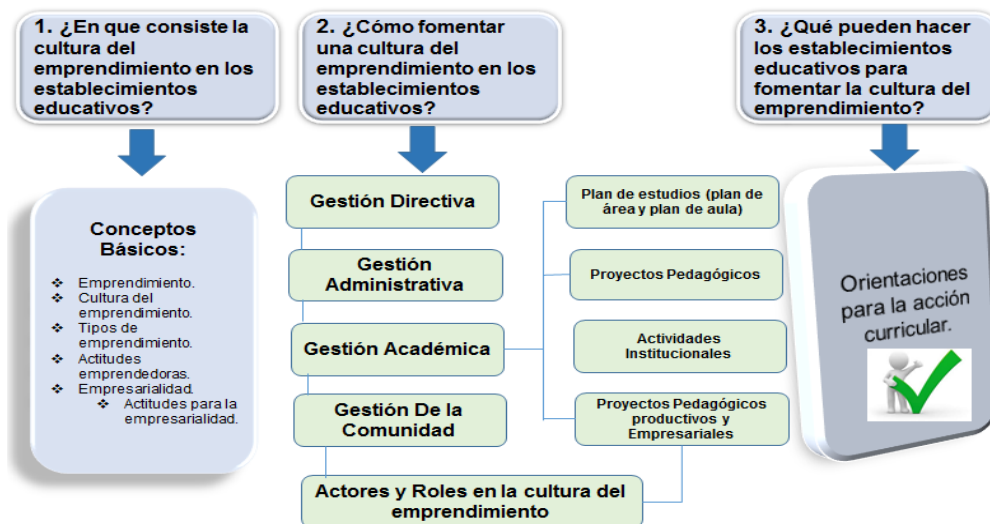 1. ¿En que consiste la
cultura del
emprendimiento en los
establecimientos
educativos?
2. ¿Cómo fomentar
una cultura del
emprendimiento en los
establecimientos
educativos?
3. ¿Qué pueden hacer
los establecimientos
educativos para
fomentar la cultura del
emprendimiento?
Conceptos
Básicos:
❖ Emprendimiento.
❖ Cultura del
emprendimiento.
❖ Tipos de
emprendimiento.
❖ Actitudes
emprendedoras.
❖ Empresarialidad.
❖ Actitudes para la
empresarialidad.
Gestión Directiva
Gestión
Administrativa
Gestión Académica
Gestión De la
Comunidad
Actores y Roles en la cultura del
emprendimiento
Plan de estudios (plan de
área y plan de aula)
Proyectos Pedagógicos
Actividades
Institucionales
Proyectos Pedagógicos
productivos y
Empresariales
Orientaciones
para la acción
curricular.